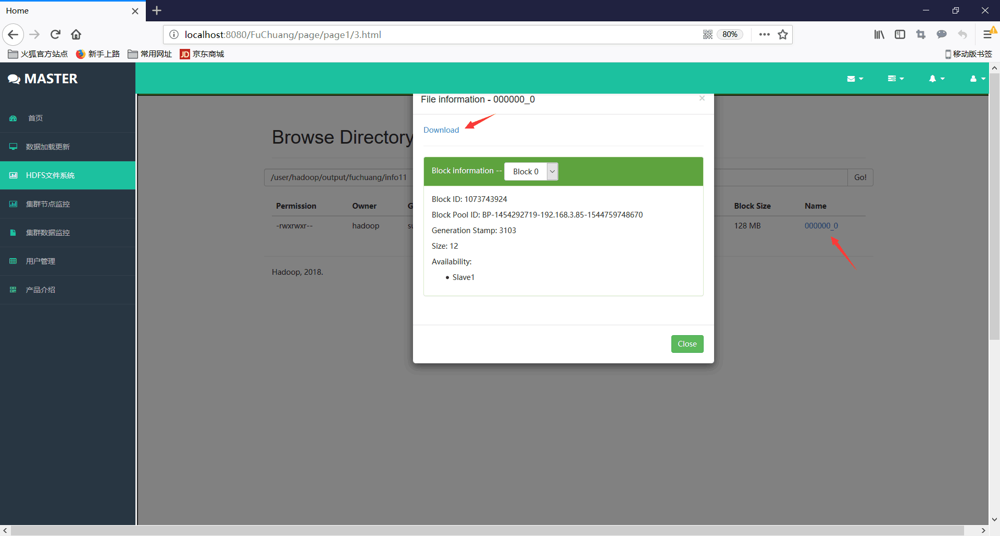 Home
localhost:8080/FuChuang/page/page1/3.html
80%
火狐官方站点 新手上路 常用网址 JD 京东商城
移动版书签
MASTER
首页
数据加载更新
HDFS文件系统
集群节点监控
集群数据监控
用户管理
产品介绍
Browse Directory
/user/hadoop/output/fuchuang/info11
Go!
Permission Owner G Block Size Name
-rwxrwxr-- hadoop su 128 MB 000000_0
Hadoop, 2018.
File information - 000000_0
×
Download
Block information -- Block 0
Block ID: 1073743924
Block Pool ID: BP-1454292719-192.168.3.85-1544759748670
Generation Stamp: 3103
Size: 12
Availability:
Slave1
Close